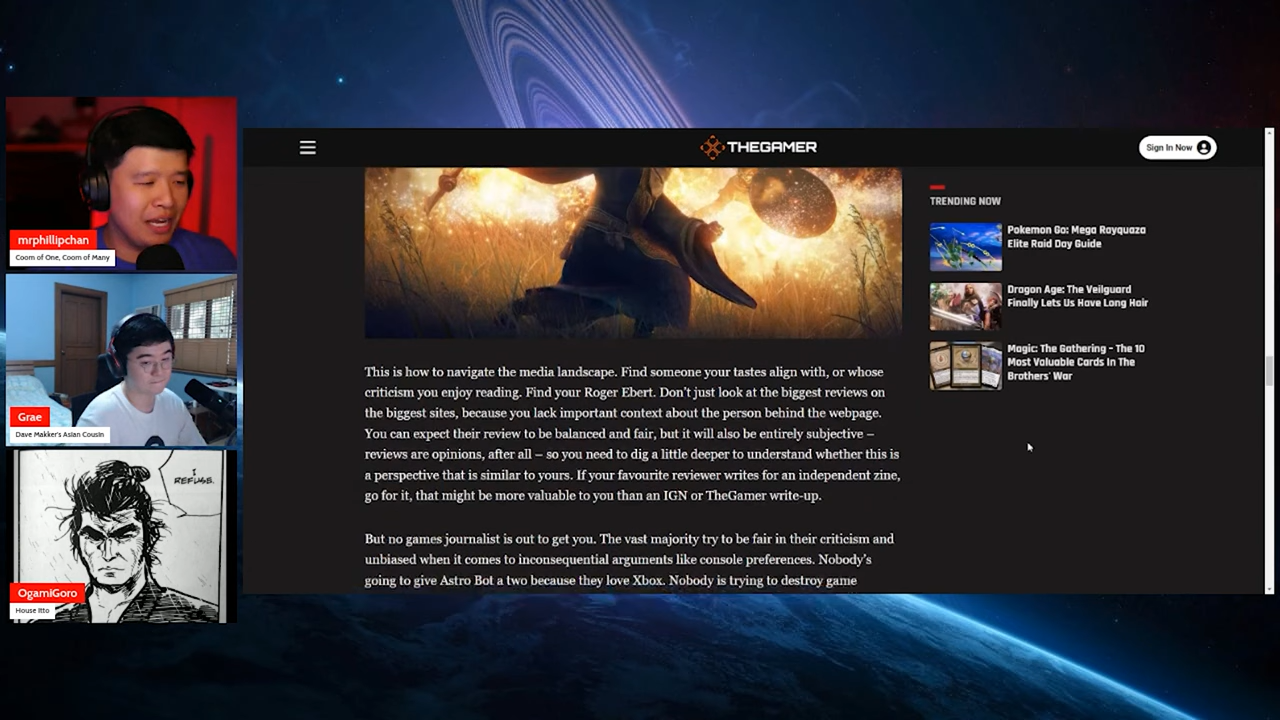 mrphillipchan
Coom of One, Coom of Many
Grae
Dave Makker's Asian Cousin
I
REFUSE.
OgamiGoro
House Itto
THEGAMER
Sign In Now
This is how to navigate the media landscape. Find someone your tastes align with, or whose
criticism you enjoy reading. Find your Roger Ebert. Don't just look at the biggest reviews on
the biggest sites, because you lack important context about the person behind the webpage.
You can expect their review to be balanced and fair, but it will also be entirely subjective –
reviews are opinions, after all – so you need to dig a little deeper to understand whether this is
a perspective that is similar to yours. If your favourite reviewer writes for an independent zine,
go for it, that might be more valuable to you than an IGN or TheGamer write-up.
But no games journalist is out to get you. The vast majority try to be fair in their criticism and
unbiased when it comes to inconsequential arguments like console preferences. Nobody's
going to give Astro Bot a two because they love Xbox. Nobody is trying to destroy game
TRENDING NOW
Pokemon Go: Mega Rayquaza
Elite Raid Day Guide
Dragon Age: The Veilguard
Finally Lets Us Have Long Hair
Magic: The Gathering – The 10
Most Valuable Cards In The
Brothers' War